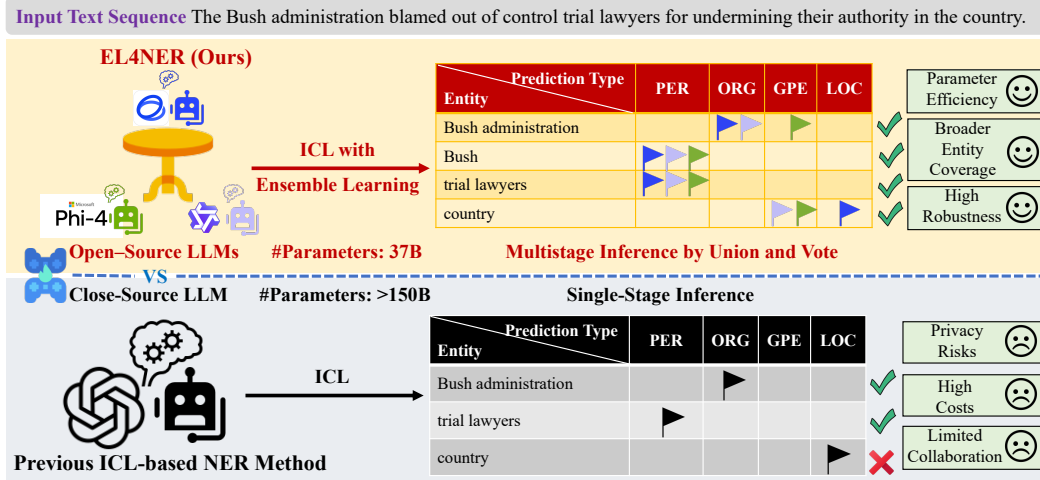 Input Text Sequence The Bush administration blamed out of control trial lawyers for undermining their authority in the country.
EL4NER (Ours)
Microsoft
Phi-4
ICL with
Ensemble Learning
Prediction Type
Entity
PER
ORG
GPE
LOC
Bush administration
Bush
trial lawyers
country
Parameter
Efficiency
Broader
Entity
Coverage
High
Robustness
Open–Source LLMs
#Parameters: 37B
Multistage Inference by Union and Vote
VS
Close-Source LLM
#Parameters: >150B
Single-Stage Inference
ICL
Previous ICL-based NER Method
Prediction Type
Entity
PER
ORG
GPE
LOC
Bush administration
trial lawyers
country
Privacy
Risks
High
Costs
Limited
Collaboration